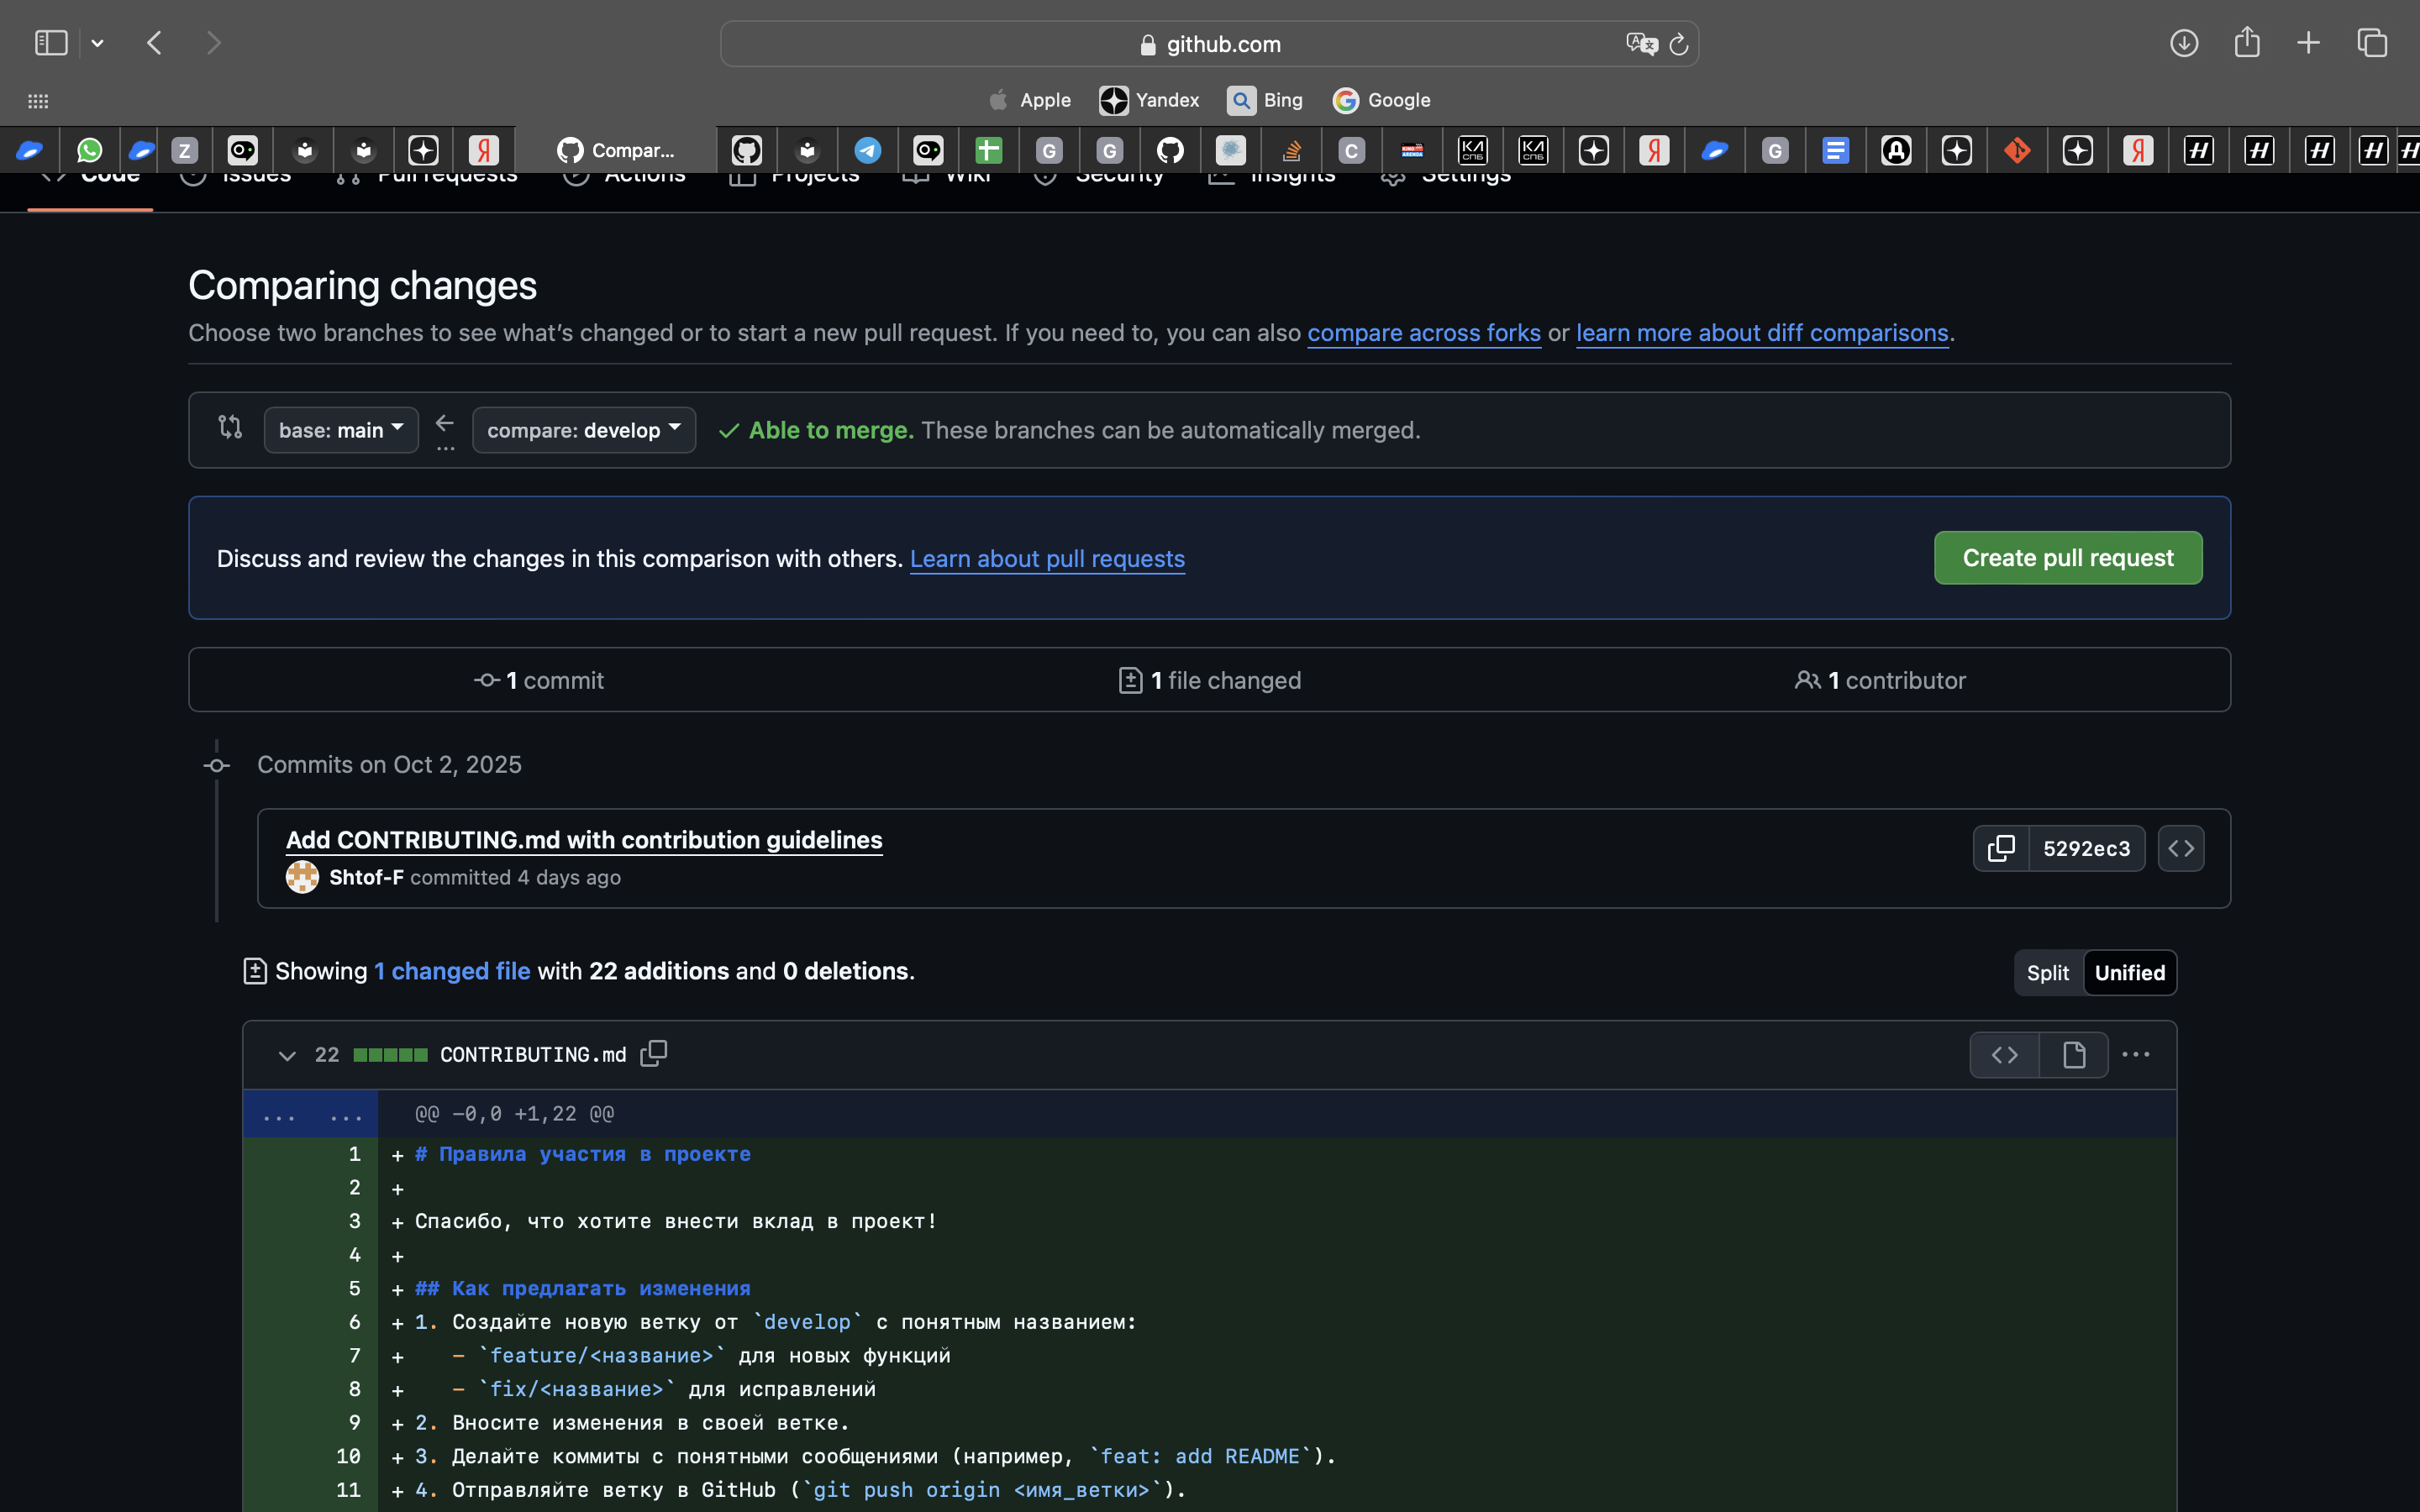 github.com
Apple Yandex Bing Google
Z Я Compar... G G C КЛ СПБ КЛ СПБ Я G Я H H H H H
Code Issues Pull requests Actions Projects Wiki Security Insights Settings
Comparing changes
Choose two branches to see what's changed or to start a new pull request. If you need to, you can also compare across forks or learn more about diff comparisons.
base: main ← ... compare: develop ✓ Able to merge. These branches can be automatically merged.
Discuss and review the changes in this comparison with others. Learn about pull requests Create pull request
1 commit 1 file changed 1 contributor
Commits on Oct 2, 2025
Add CONTRIBUTING.md with contribution guidelines
5292ec3
Shtof-F committed 4 days ago
Showing 1 changed file with 22 additions and 0 deletions.
Split Unified
22 CONTRIBUTING.md
... ... @@ -0,0 +1,22 @@
1 + # Правила участия в проекте
2 +
3 + Спасибо, что хотите внести вклад в проект!
4 +
5 + ## Как предлагать изменения
6 + 1. Создайте новую ветку от `develop` с понятным названием:
7 + - `feature/<название>` для новых функций
8 + - `fix/<название>` для исправлений
9 + 2. Вносите изменения в своей ветке.
10 + 3. Делайте коммиты с понятными сообщениями (например, `feat: add README`).
11 + 4. Отправляйте ветку в GitHub (`git push origin <имя_ветки>`).